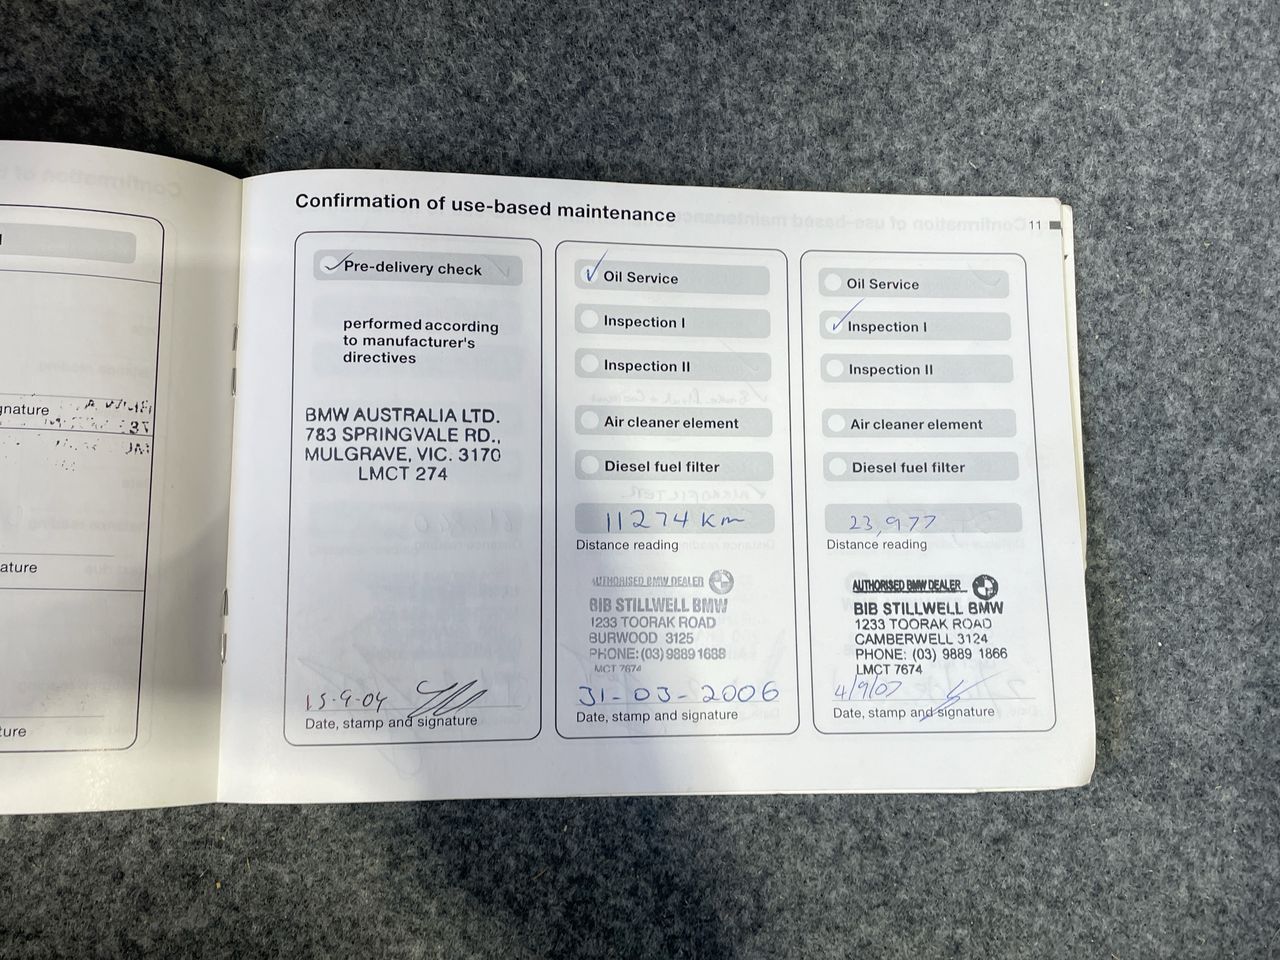 gnature
ature
ture
Confirmation of use-based maintenance
11
Pre-delivery check
performed according
to manufacturer's
directives
BMW AUSTRALIA LTD.
783 SPRINGVALE RD.,
MULGRAVE, VIC. 3170
LMCT 274
15-9-04
Date, stamp and signature
Oil Service
Inspection I
Inspection II
Air cleaner element
Diesel fuel filter
11274 Km
Distance reading
AUTHORISED BMW DEALER
BIB STILLWELL BMW
1233 TOORAK ROAD
BURWOOD 3125
PHONE: (03) 9889 1688
MCT 7674
31-03-2006
Date, stamp and signature
Oil Service
Inspection I
Inspection II
Air cleaner element
Diesel fuel filter
23,977
Distance reading
AUTHORISED BMW DEALER
BIB STILLWELL BMW
1233 TOORAK ROAD
CAMBERWELL 3124
PHONE: (03) 9889 1866
LMCT 7674
4/9/07
Date, stamp and signature